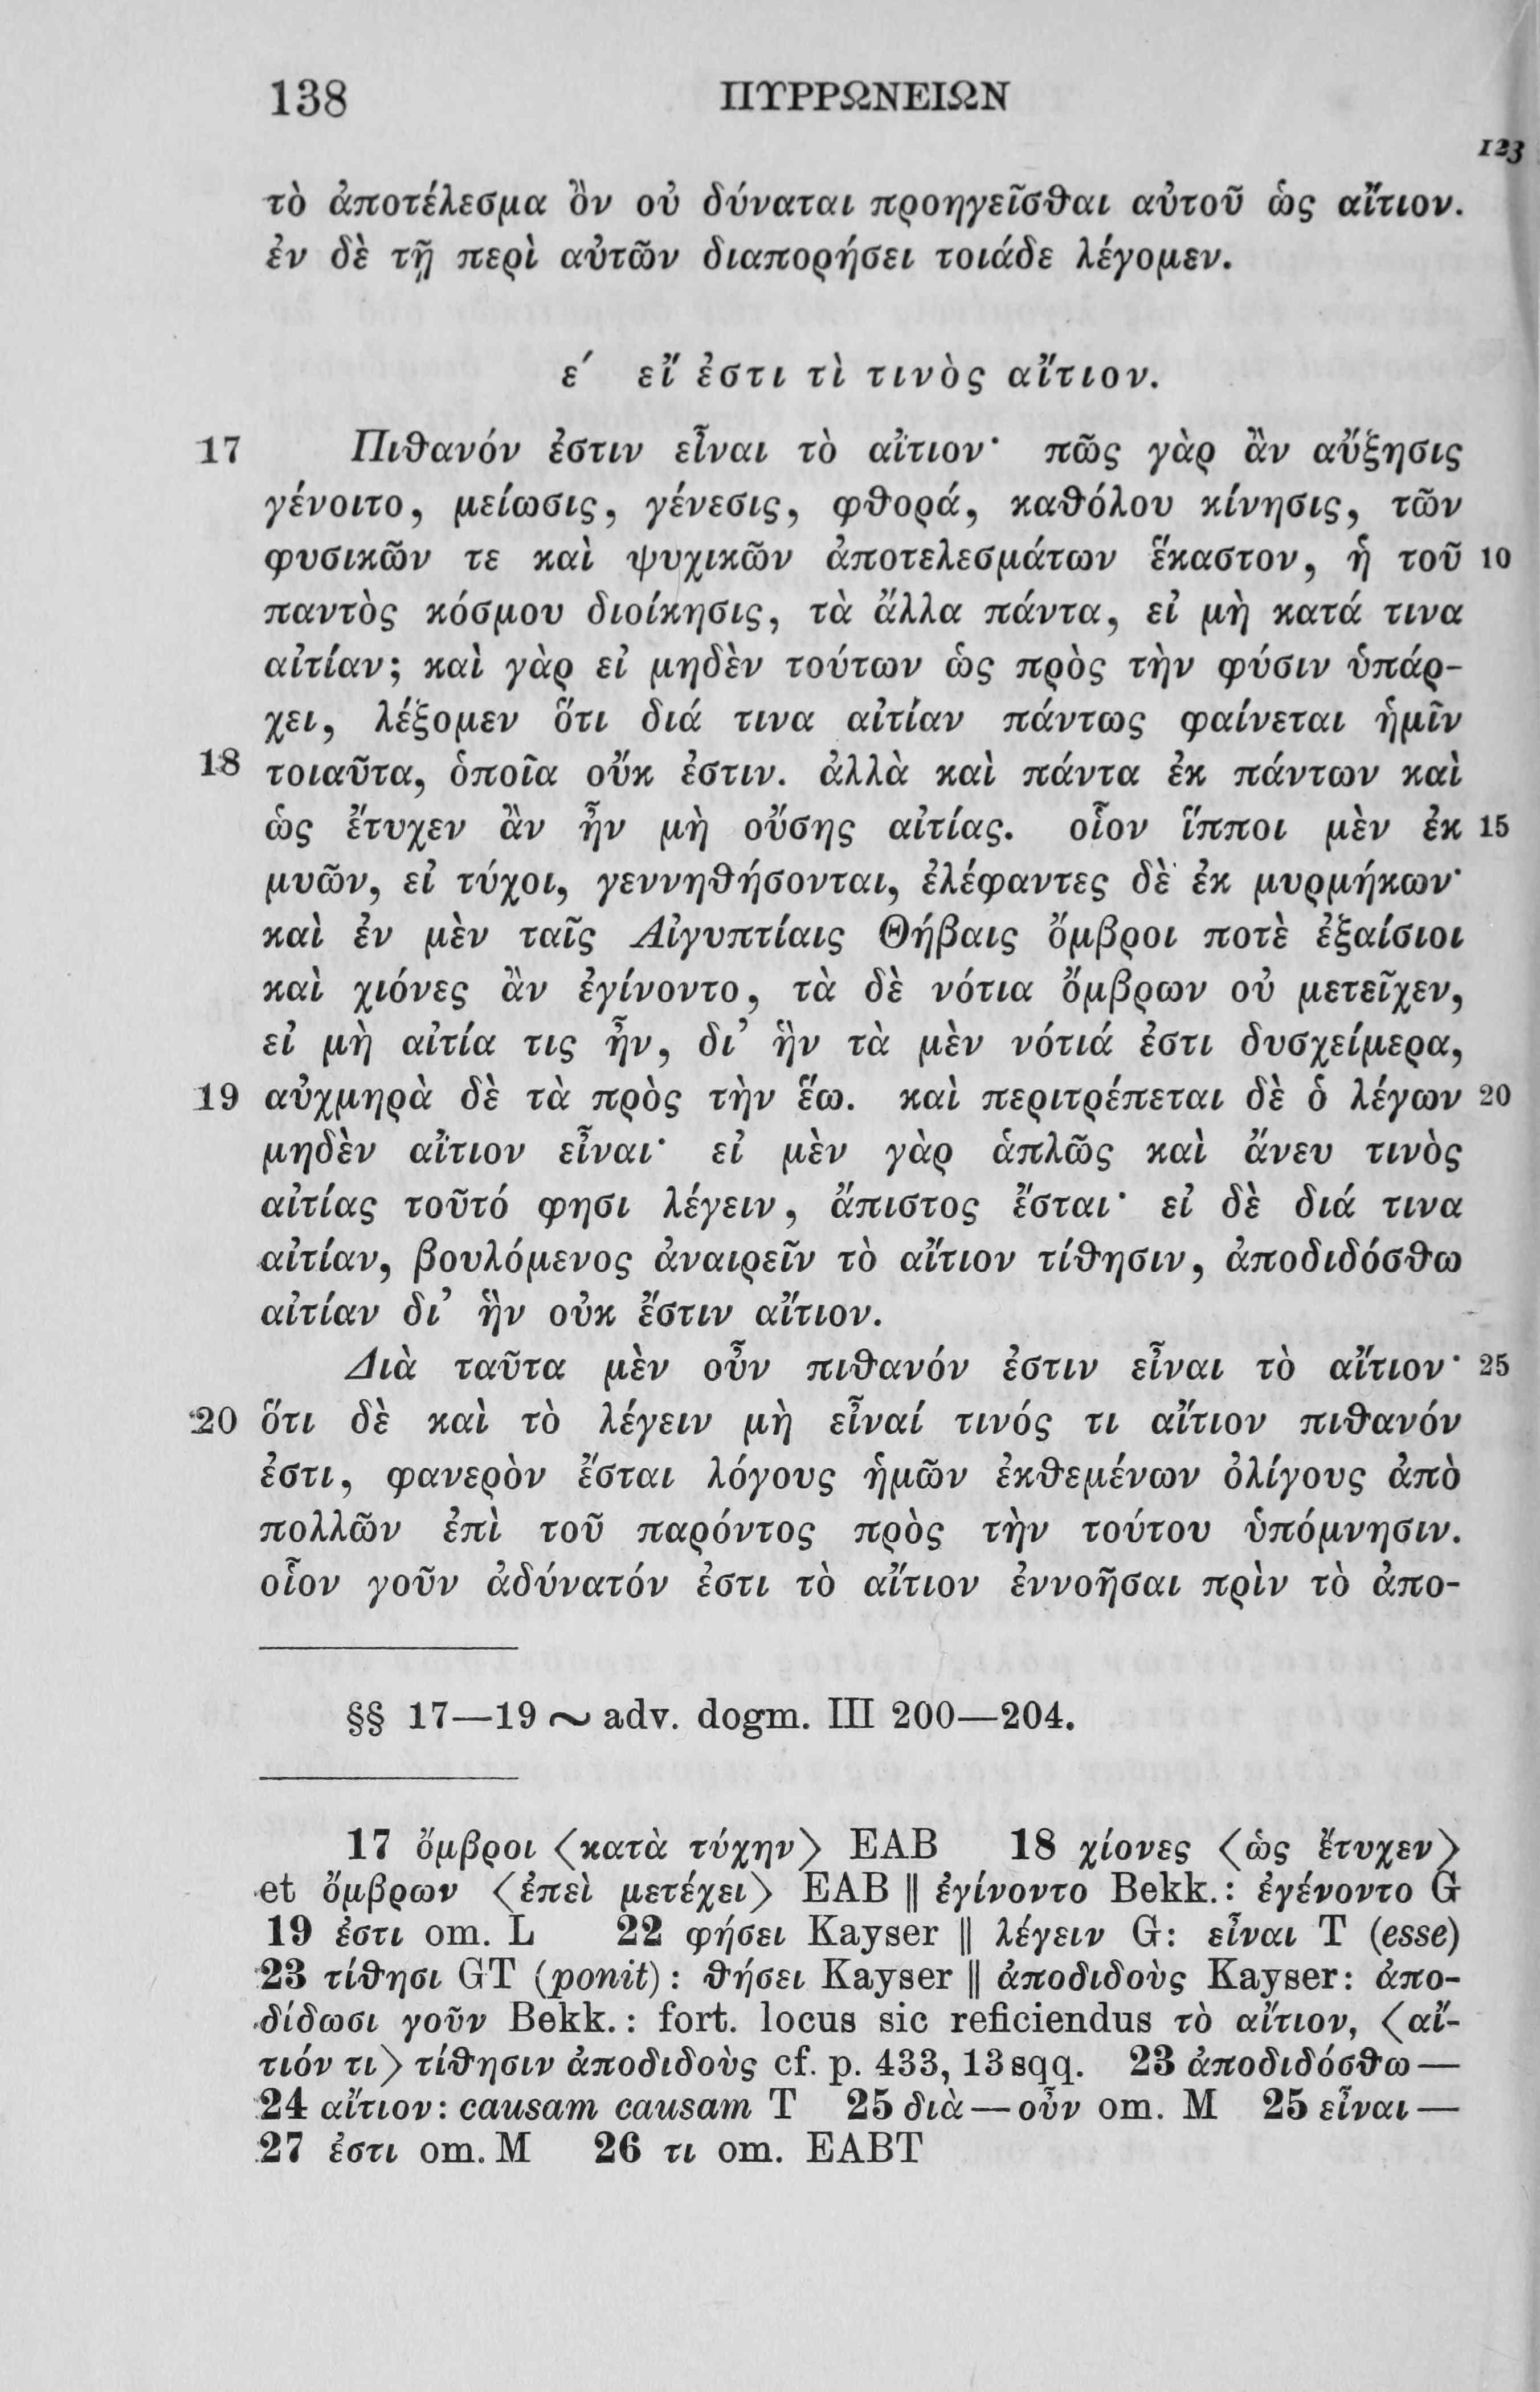 138 ΠΥΡΡΩΝΕΙΩΝ
123
τὸ ἀποτέλεσμα ὂν οὐ δύναται προηγεῖσθαι αὐτοῦ ὡς αἴτιον.
ἐν δὲ τῇ περὶ αὐτῶν διαπορήσει τοιάδε λέγομεν.
ε΄ εἴ ἐστι τὶ τινὸς αἴτιον.
17 Πιθανόν ἐστιν εἶναι τὸ αἴτιον· πῶς γὰρ ἂν αὔξησις
γένοιτο, μείωσις, γένεσις, φθορά, καθόλου κίνησις, τῶν
φυσικῶν τε καὶ ψυχικῶν ἀποτελεσμάτων ἕκαστον, ἡ τοῦ 10
παντὸς κόσμου διοίκησις, τὰ ἄλλα πάντα, εἰ μὴ κατά τινα
αἰτίαν; καὶ γὰρ εἰ μηδὲν τούτων ὡς πρὸς τὴν φύσιν ὑπάρ-
χει, λέξομεν ὅτι διά τινα αἰτίαν πάντως φαίνεται ἡμῖν
18 τοιαῦτα, ὁποῖα οὔκ ἐστιν. ἀλλὰ καὶ πάντα ἐκ πάντων καὶ
ὡς ἔτυχεν ἂν ἦν μὴ οὔσης αἰτίας. οἷον ἵπποι μὲν ἐκ 15
μυῶν, εἰ τύχοι, γεννηθήσονται, ἐλέφαντες δὲ ἐκ μυρμήκων·
καὶ ἐν μὲν ταῖς Αἰγυπτίαις Θήβαις ὄμβροι ποτὲ ἐξαίσιοι
καὶ χιόνες ἂν ἐγίνοντο, τὰ δὲ νότια ὄμβρων οὐ μετεῖχεν,
εἰ μὴ αἰτία τις ἦν, δι’ ἣν τὰ μὲν νότιά ἐστι δυσχείμερα,
19 αὐχμηρὰ δὲ τὰ πρὸς τὴν ἕω. καὶ περιτρέπεται δὲ ὁ λέγων 20
μηδὲν αἴτιον εἶναι· εἰ μὲν γὰρ ἁπλῶς καὶ ἄνευ τινὸς
αἰτίας τοῦτό φησι λέγειν, ἄπιστος ἔσται· εἰ δὲ διά τινα
αἰτίαν, βουλόμενος ἀναιρεῖν τὸ αἴτιον τίθησιν, ἀποδιδόσθω
αἰτίαν δι’ ἣν οὐκ ἔστιν αἴτιον.
Διὰ ταῦτα μὲν οὖν πιθανόν ἐστιν εἶναι τὸ αἴτιον· 25
20 ὅτι δὲ καὶ τὸ λέγειν μὴ εἶναί τινός τι αἴτιον πιθανόν
ἐστι, φανερὸν ἔσται λόγους ἡμῶν ἐκθεμένων ὀλίγους ἀπὸ
πολλῶν ἐπὶ τοῦ παρόντος πρὸς τὴν τούτου ὑπόμνησιν.
οἷον γοῦν ἀδύνατόν ἐστι τὸ αἴτιον ἐννοῆσαι πρὶν τὸ ἀπο-
§§ 17—19 ~ adv. dogm. III 200—204.
17 ὄμβροι &lt;κατὰ τύχην&gt; EAB 18 χίονες &lt;ὡς ἔτυχεν&gt;
et ὄμβρων &lt;ἐπεὶ μετέχει&gt; EAB || ἐγίνοντο Bekk.: ἐγένοντο G
19 ἐστι om. L 22 φήσει Kayser || λέγειν G: εἶναι T (esse)
23 τίθησι GT (ponit): θήσει Kayser || ἀποδιδοὺς Kayser: ἀπο-
δίδωσι γοῦν Bekk.: fort. locus sic reficiendus τὸ αἴτιον, &lt;αἴ-
τιόν τι&gt; τίθησιν ἀποδιδοὺς cf. p. 433, 13 sqq. 23 ἀποδιδόσθω —
24 αἴτιον: causam causam T 25 διὰ — οὖν om. M 25 εἶναι —
27 ἐστι om. M 26 τι om. EABT